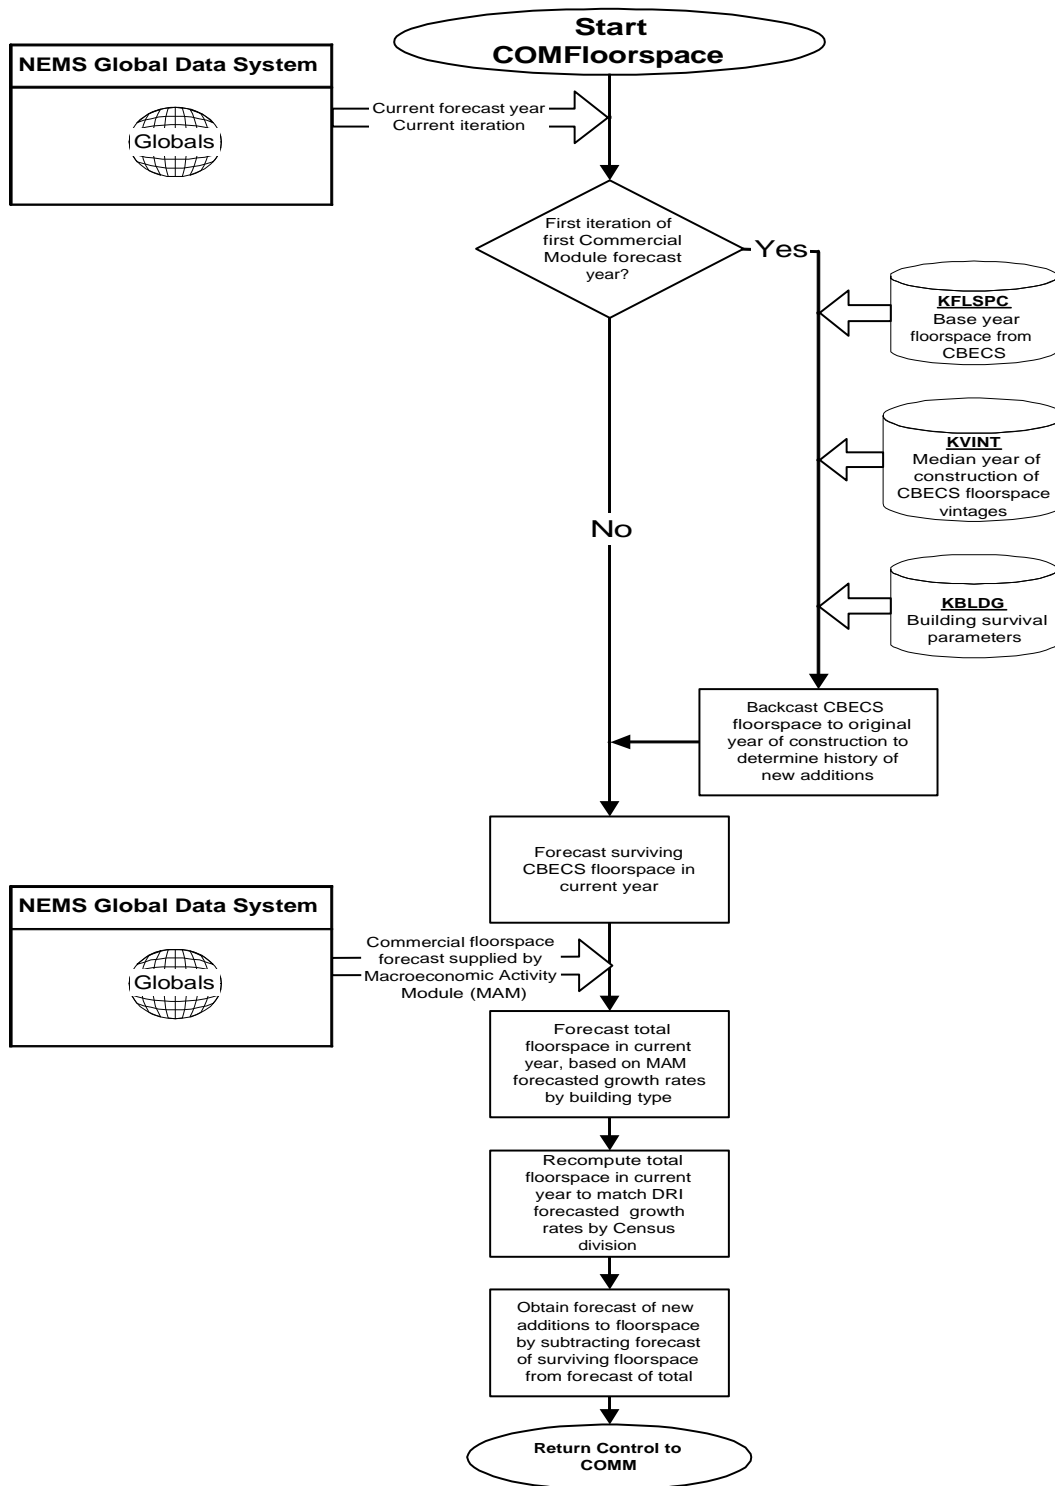 Start
COMFloorspace
NEMS Global Data System
Globals
Current forecast year
Current iteration
First iteration of
first Commercial
Module forecast
year?
Yes
KFLSPC
Base year
floorspace from
CBECS
KVINT
Median year of
construction of
CBECS floorspace
vintages
No
KBLDG
Building survival
parameters
Backcast CBECS
floorspace to original
year of construction to
determine history of
new additions
Forecast surviving
CBECS floorspace in
current year
NEMS Global Data System
Globals
Commercial floorspace
forecast supplied by
Macroeconomic Activity
Module (MAM)
Forecast total
floorspace in current
year, based on MAM
forecasted growth rates
by building type
Recompute total
floorspace in current
year to match DRI
forecasted growth
rates by Census
division
Obtain forecast of new
additions to floorspace
by subtracting forecast
of surviving floorspace
from forecast of total
Return Control to
COMM